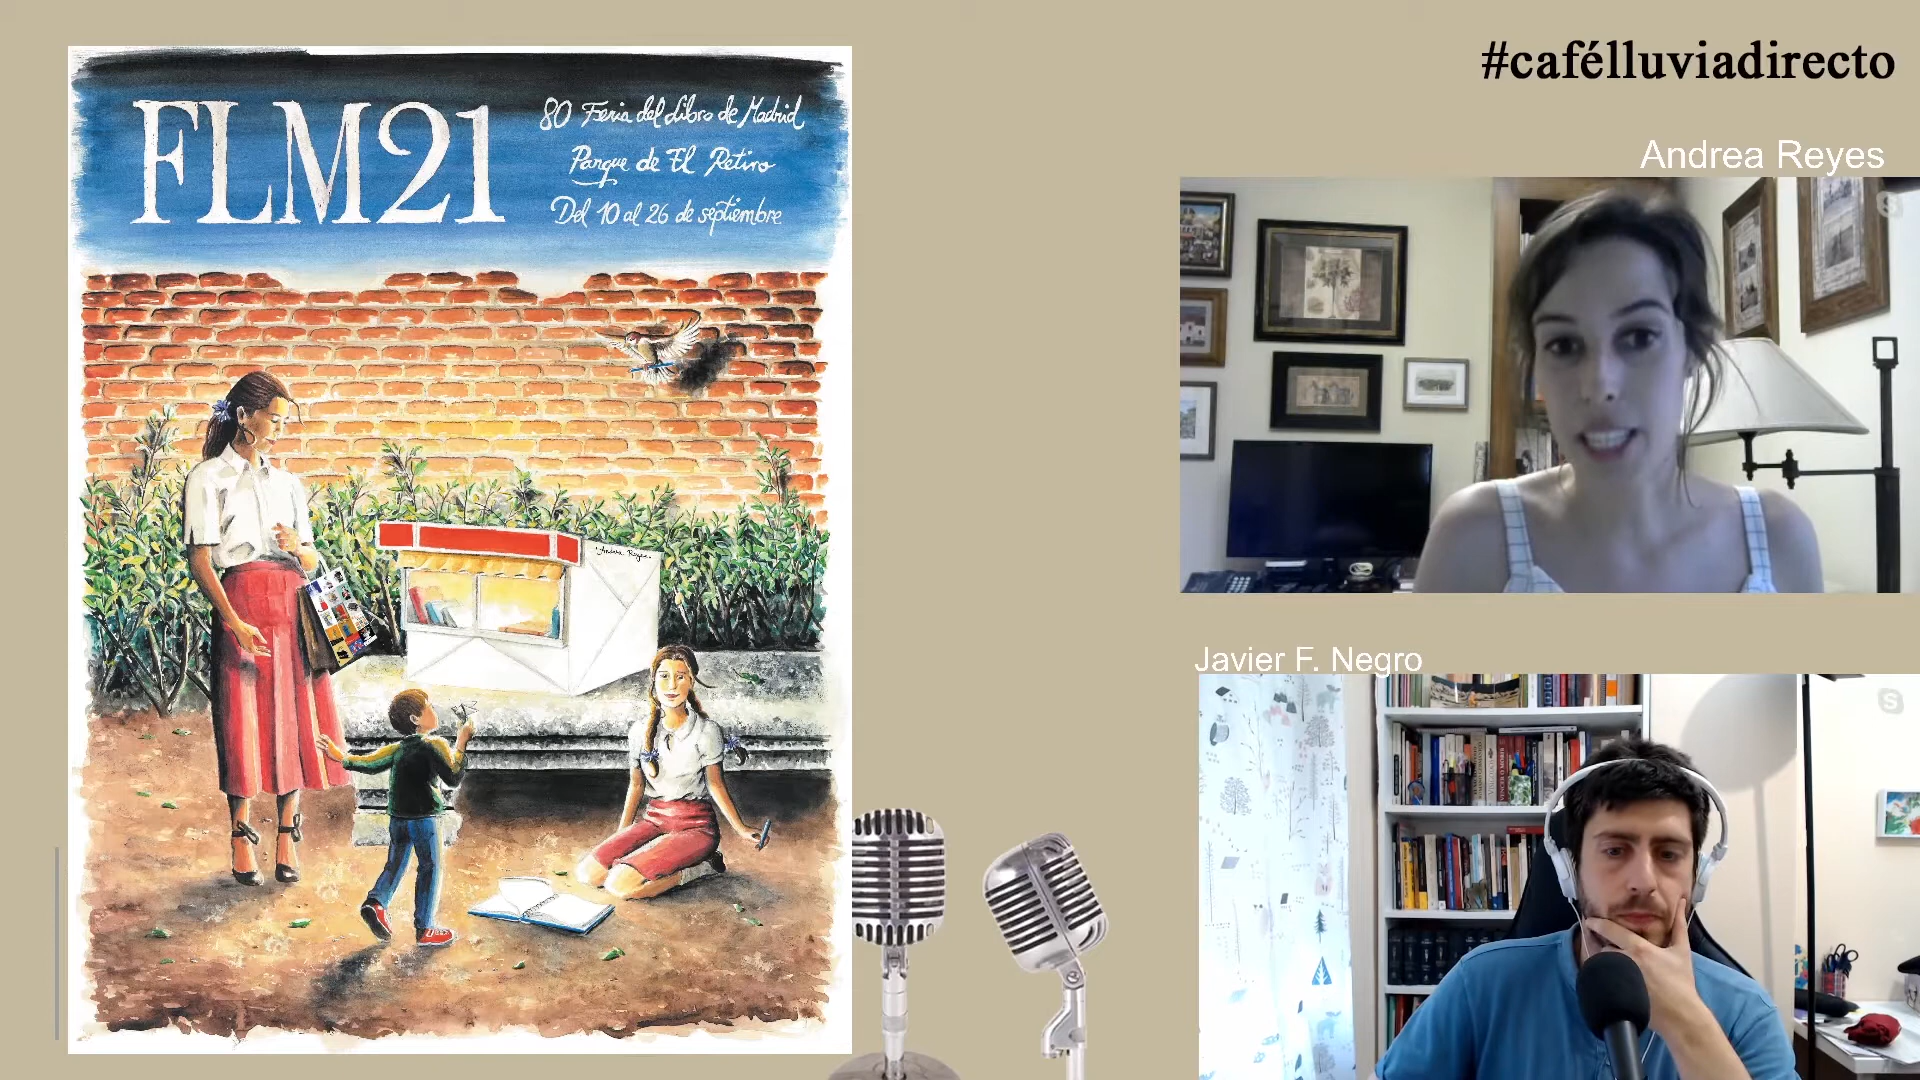 #cafélluviadirecto
FLM21
80 Feria del Libro de Madrid
Parque de El Retiro
Del 10 al 26 de septiembre
Andrea Reyes
Andrea Reyes.
Javier F. Negro